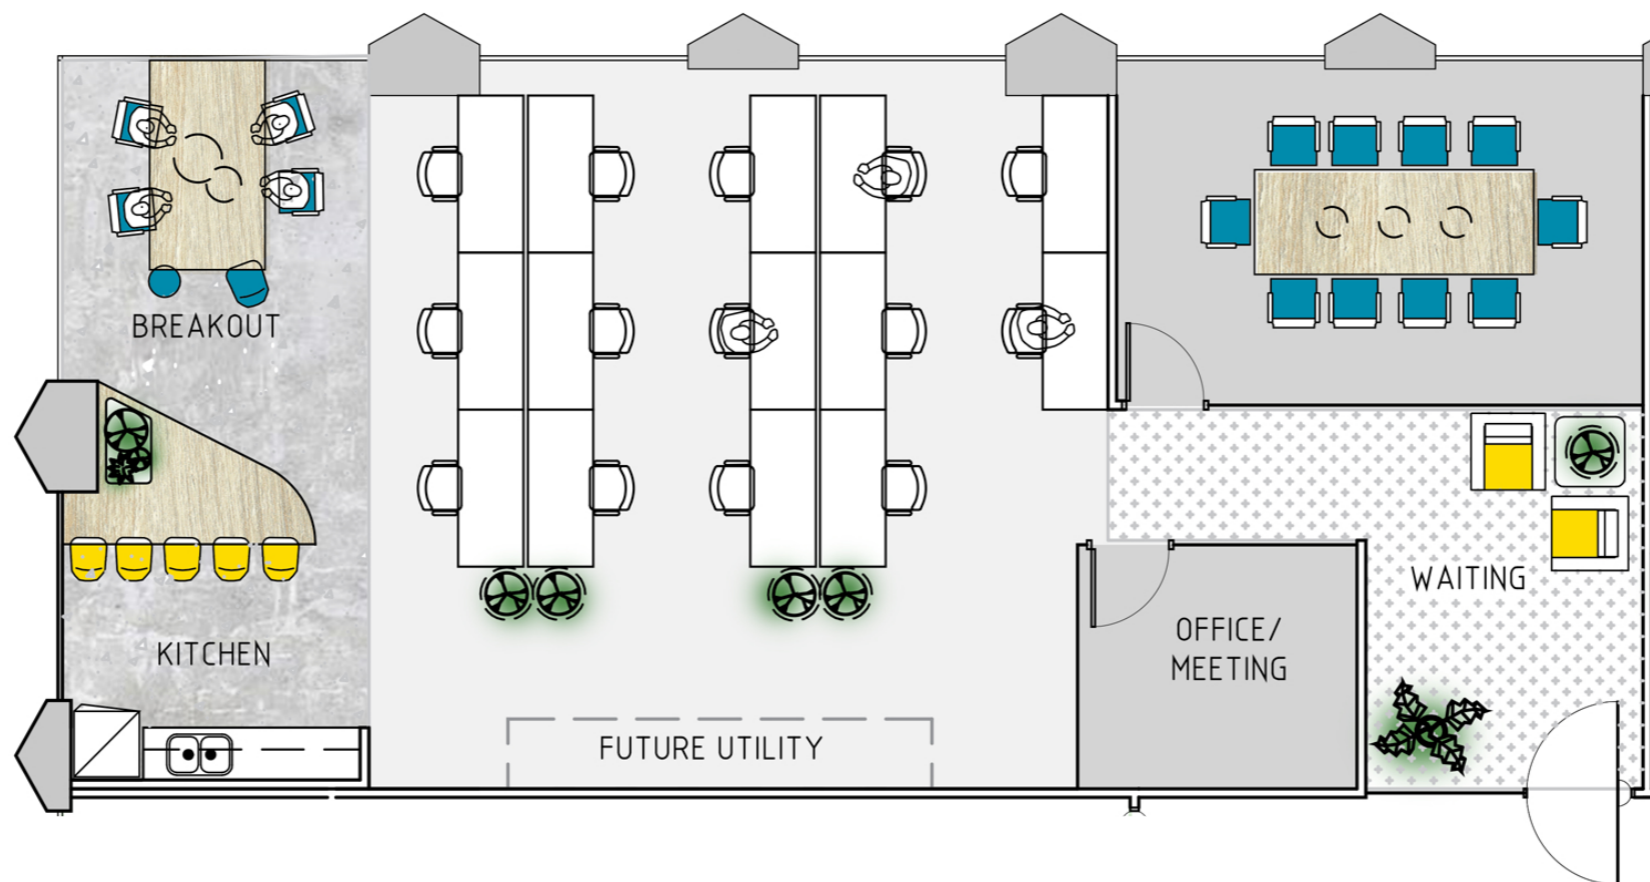 BREAKOUT
KITCHEN
FUTURE UTILITY
OFFICE/
MEETING
WAITING